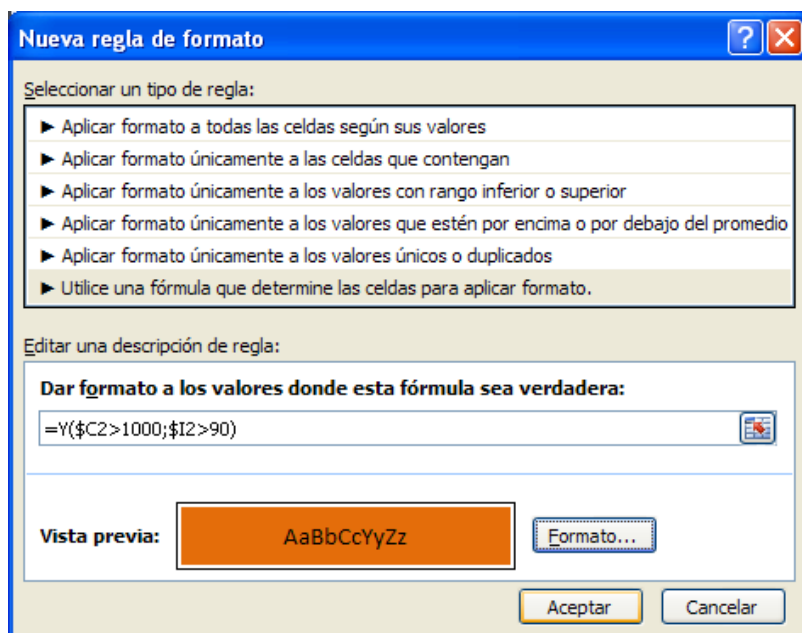 Nueva regla de formato
Seleccionar un tipo de regla:
► Aplicar formato a todas las celdas según sus valores
► Aplicar formato únicamente a las celdas que contengan
► Aplicar formato únicamente a los valores con rango inferior o superior
► Aplicar formato únicamente a los valores que estén por encima o por debajo del promedio
► Aplicar formato únicamente a los valores únicos o duplicados
► Utilice una fórmula que determine las celdas para aplicar formato.
Editar una descripción de regla:
Dar formato a los valores donde esta fórmula sea verdadera:
=Y($C2>1000;$I2>90)
Vista previa: AaBbCcYyZz Formato...
Aceptar Cancelar